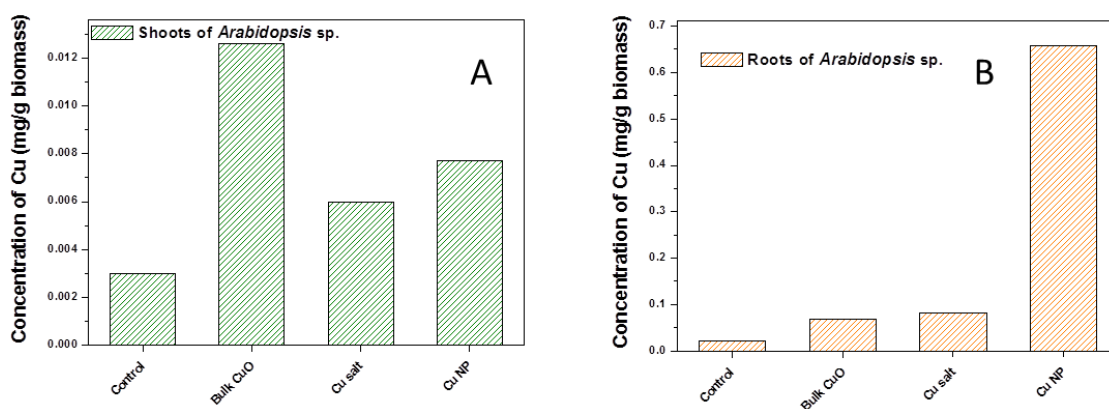 Concentration of Cu (mg/g biomass)
0.012
0.010
0.008
0.006
0.004
0.002
0.000
Shoots of Arabidopsis sp.
A
Control
Bulk CuO
Cu salt
Cu NP
Concentration of Cu (mg/g biomass)
0.7
0.6
0.5
0.4
0.3
0.2
0.1
0.0
Roots of Arabidopsis sp.
B
Control
Bulk CuO
Cu salt
Cu NP